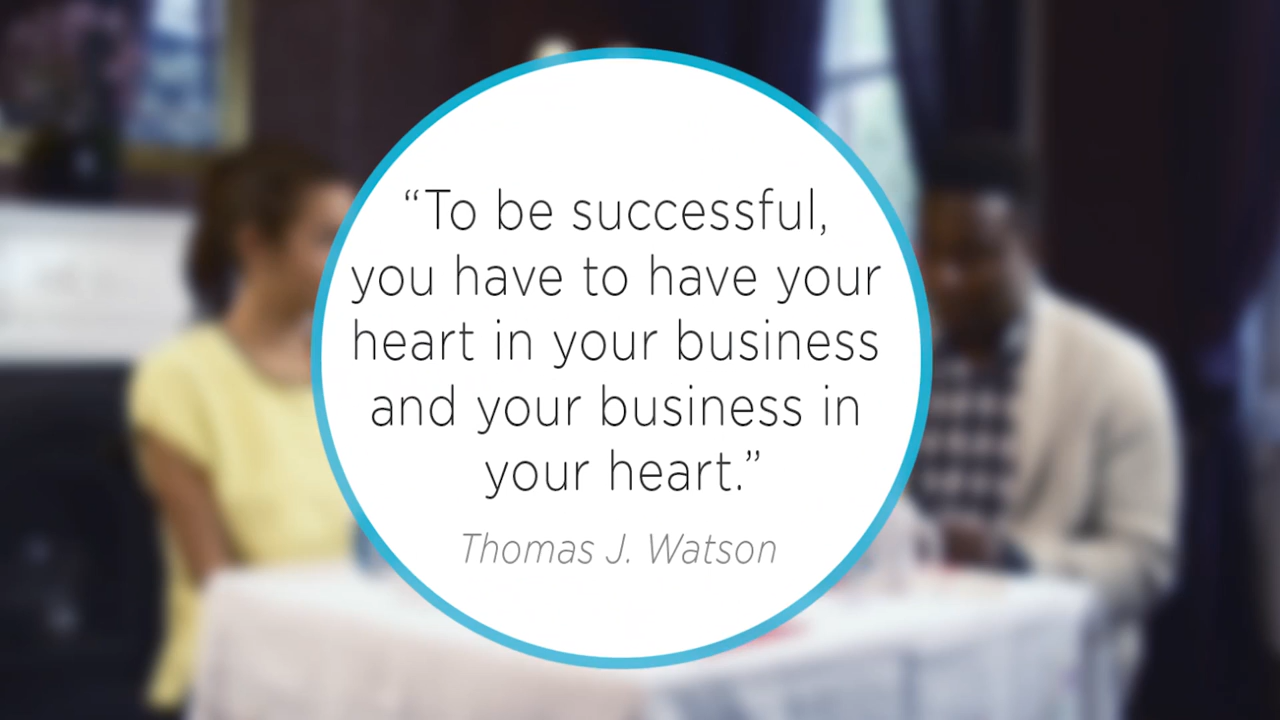 “To be successful,
you have to have your
heart in your business
and your business in
your heart.”
Thomas J. Watson